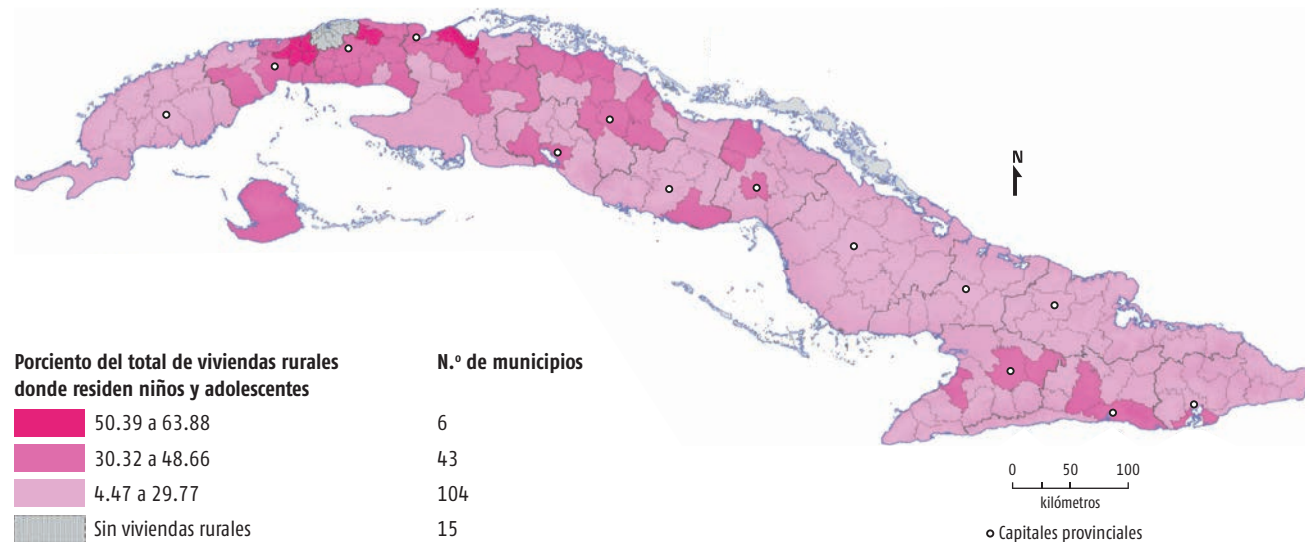 N
Porciento del total de viviendas rurales
donde residen niños y adolescentes
N.º de municipios
50.39 a 63.88 6
30.32 a 48.66 43
4.47 a 29.77 104
Sin viviendas rurales 15
0 50 100
kilómetros
Capitales provinciales